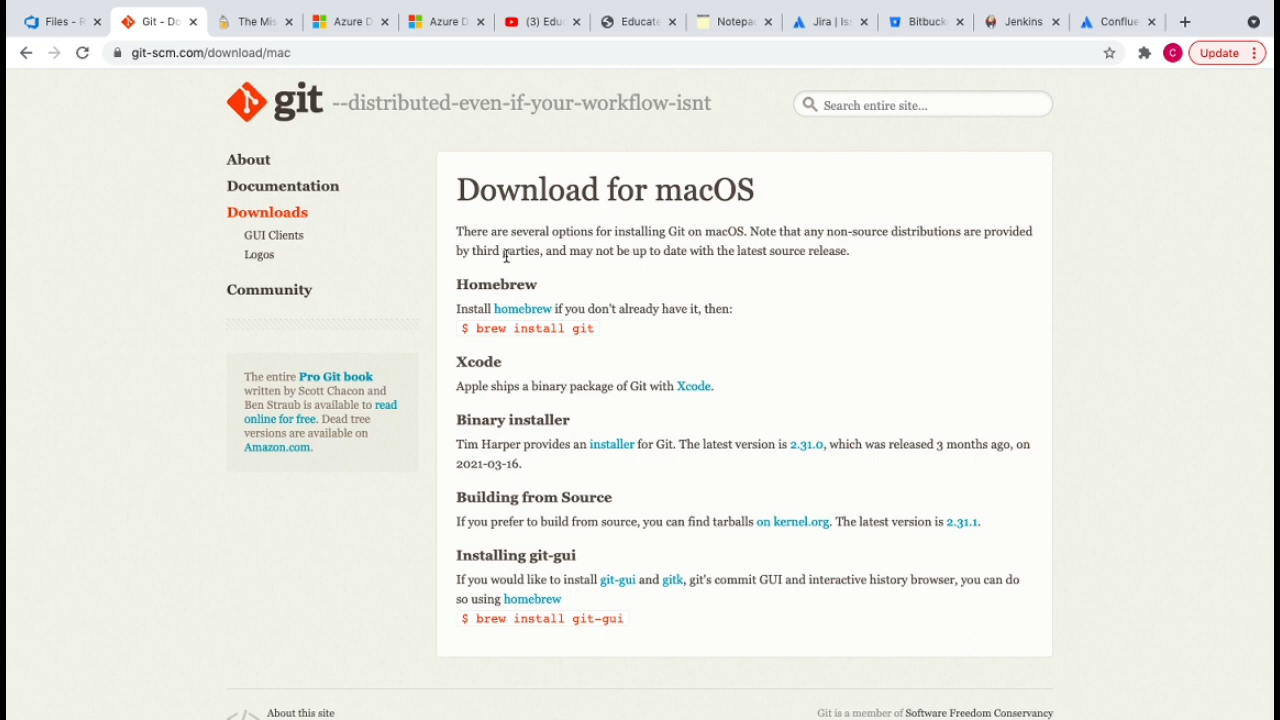 Files - R
Git - Do
The Mis
Azure D
Azure D
(3) Edu
Educate
Notepa
Jira | Is
Bitbuck
Jenkins
Conflue
git-scm.com/download/mac
C
Update
git --distributed-even-if-your-workflow-isnt
Search entire site...
About
Documentation
Downloads
GUI Clients
Logos
Community
The entire Pro Git book
written by Scott Chacon and
Ben Straub is available to read
online for free. Dead tree
versions are available on
Amazon.com.
Download for macOS
There are several options for installing Git on macOS. Note that any non-source distributions are provided
by third parties, and may not be up to date with the latest source release.
Homebrew
Install homebrew if you don't already have it, then:
$ brew install git
Xcode
Apple ships a binary package of Git with Xcode.
Binary installer
Tim Harper provides an installer for Git. The latest version is 2.31.0, which was released 3 months ago, on
2021-03-16.
Building from Source
If you prefer to build from source, you can find tarballs on kernel.org. The latest version is 2.31.1.
Installing git-gui
If you would like to install git-gui and gitk, git's commit GUI and interactive history browser, you can do
so using homebrew
$ brew install git-gui
</> About this site
Git is a member of Software Freedom Conservancy